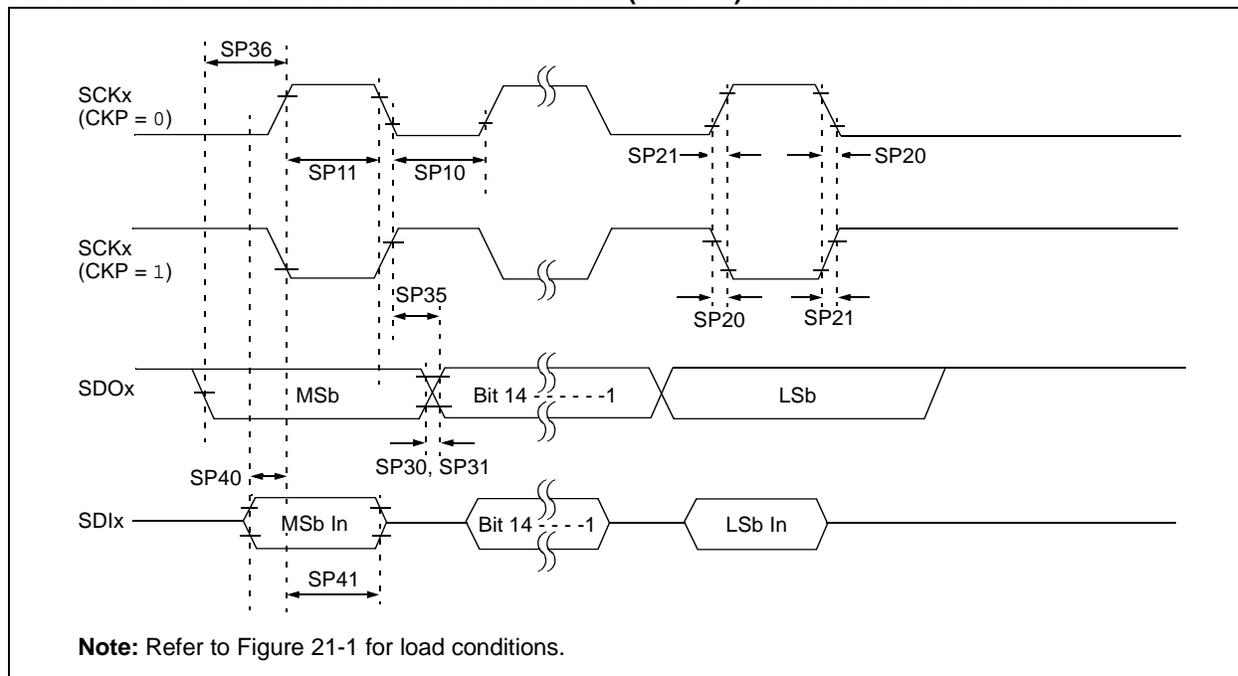 SP36
SCKx
(CKP = 0)
SP11
SP10
SP21
SP20
SCKx
(CKP = 1)
SP35
SP20
SP21
SDOx
MSb
Bit 14 - - - - - -1
LSb
SP30, SP31
SP40
SDIx
MSb In
Bit 14 - - - -1
LSb In
SP41
Note: Refer to Figure 21-1 for load conditions.